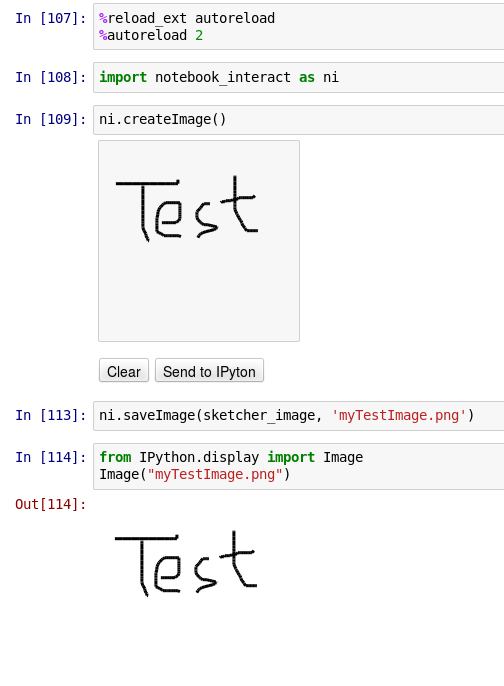 In [107]: %reload_ext autoreload
%autoreload 2
In [108]: import notebook_interact as ni
In [109]: ni.createImage()
Test
Clear Send to IPyton
In [113]: ni.saveImage(sketcher_image, 'myTestImage.png')
In [114]: from IPython.display import Image
Image("myTestImage.png")
Out[114]:
Test